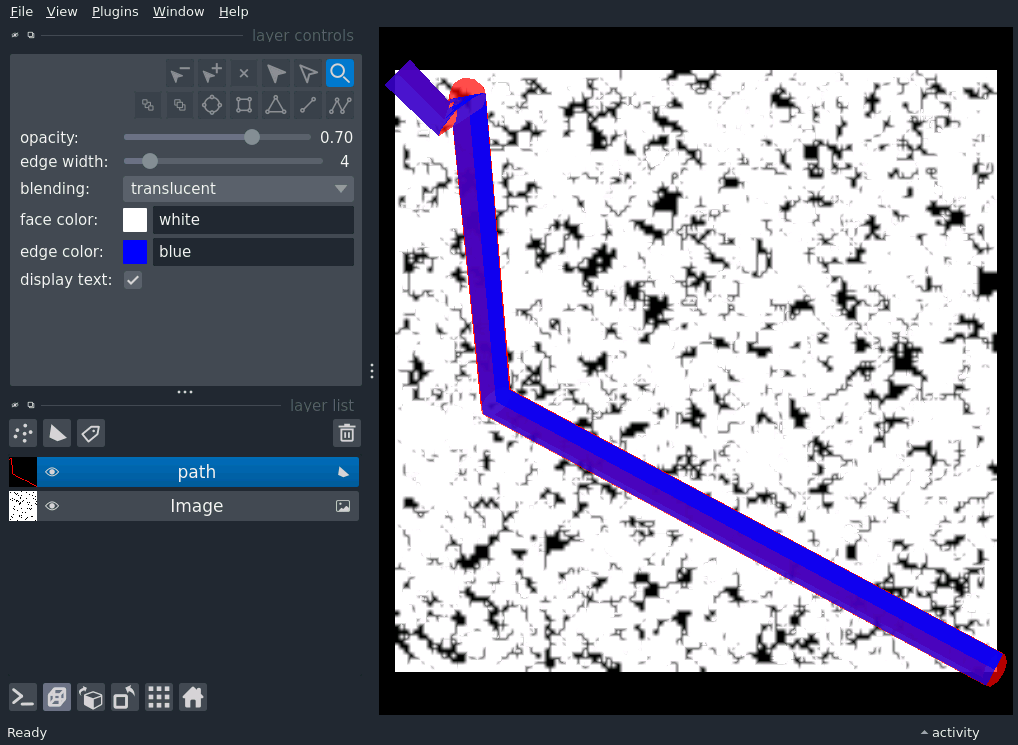 File View Plugins Window Help
layer controls
opacity: 0.70
edge width: 4
blending: translucent
face color: white
edge color: blue
display text:
layer list
path
Image
Ready
activity